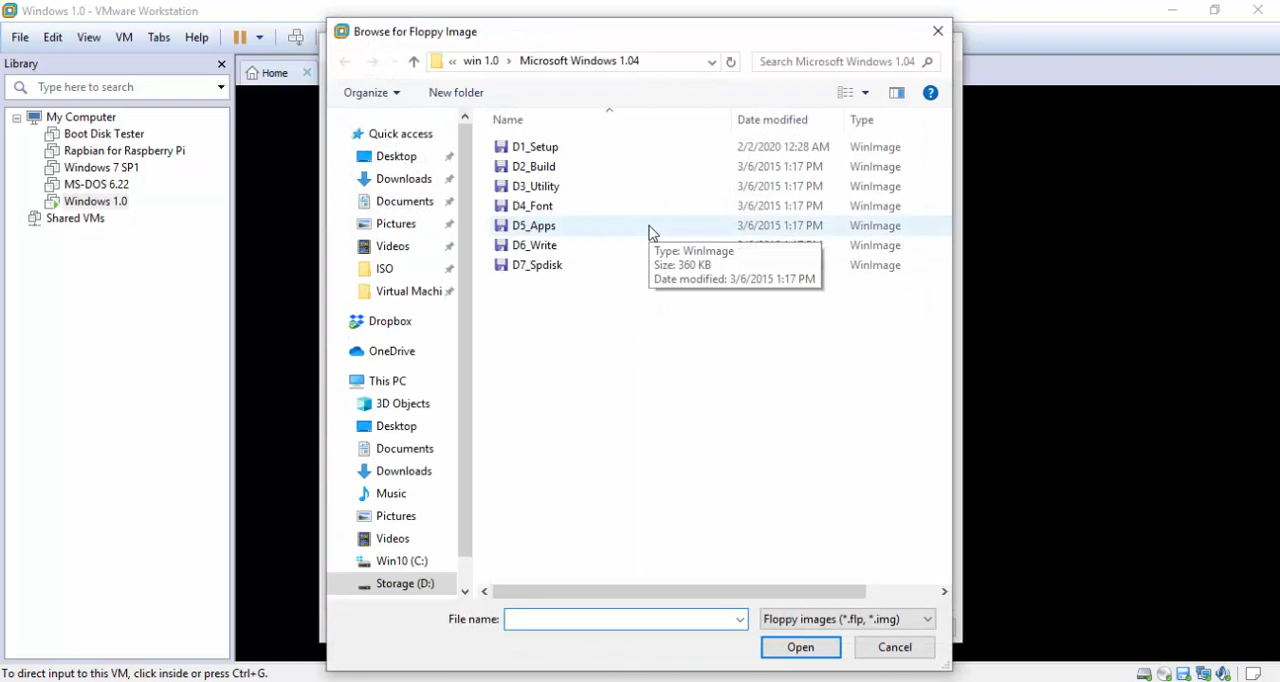 Windows 1.0 - VMware Workstation
File Edit View VM Tabs Help
Library
Type here to search
My Computer
Boot Disk Tester
Rapbian for Raspberry Pi
Windows 7 SP1
MS-DOS 6.22
Windows 1.0
Shared VMs
Home
Browse for Floppy Image
« win 1.0 › Microsoft Windows 1.04
Search Microsoft Windows 1.04
Organize New folder
Quick access
Desktop
Downloads
Documents
Pictures
Videos
ISO
Virtual Machi
Dropbox
OneDrive
This PC
3D Objects
Desktop
Documents
Downloads
Music
Pictures
Videos
Win10 (C:)
Storage (D:)
Name Date modified Type
D1_Setup 2/2/2020 12:28 AM WinImage
D2_Build 3/6/2015 1:17 PM WinImage
D3_Utility 3/6/2015 1:17 PM WinImage
D4_Font 3/6/2015 1:17 PM WinImage
D5_Apps 3/6/2015 1:17 PM WinImage
D6_Write WinImage
D7_Spdisk WinImage
Type: WinImage
Size: 360 KB
Date modified: 3/6/2015 1:17 PM
File name: Floppy images (*.flp, *.img)
Open Cancel
To direct input to this VM, click inside or press Ctrl+G.